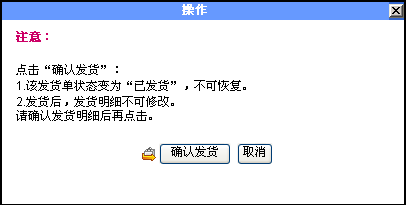 操作
注意：
点击“确认发货”：
1.该发货单状态变为“已发货”，不可恢复。
2.发货后，发货明细不可修改。
请确认发货明细后再点击。
确认发货 取消